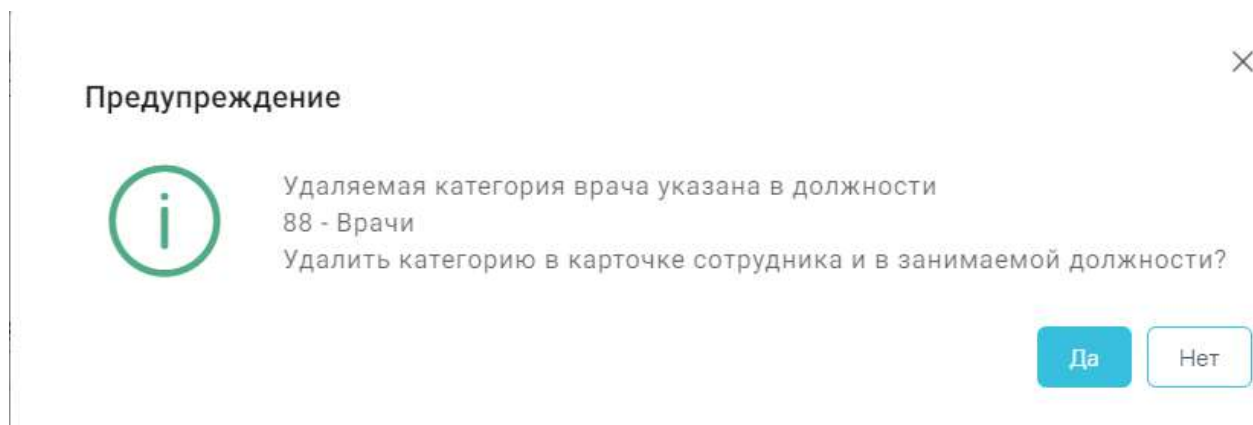 Предупреждение
Удаляемая категория врача указана в должности
88 - Врачи
Удалить категорию в карточке сотрудника и в занимаемой должности?
Да Нет